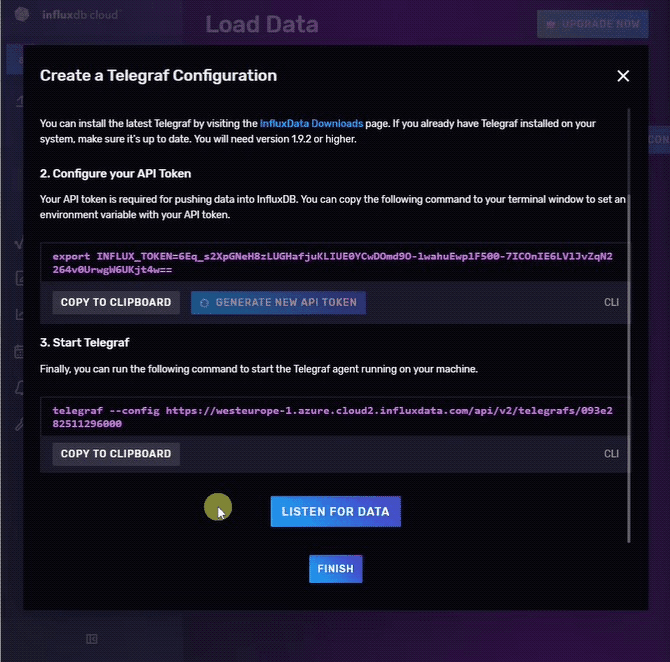 influxdb cloud™
Load Data
UPGRADE NOW
Create a Telegraf Configuration
You can install the latest Telegraf by visiting the InfluxData Downloads page. If you already have Telegraf installed on your
system, make sure it's up to date. You will need version 1.9.2 or higher.
CON
2. Configure your API Token
Your API token is required for pushing data into InfluxDB. You can copy the following command to your terminal window to set an
environment variable with your API token.
export INFLUX_TOKEN=6Eq_s2XpGNeH8zLUGHafjuKLIUE0YCwDOmd9O-lwahuEwplF500-7ICOnIE6LVlJvZqN2
264v0UrwgW6UKjt4w==
COPY TO CLIPBOARD
GENERATE NEW API TOKEN
CLI
3. Start Telegraf
Finally, you can run the following command to start the Telegraf agent running on your machine.
telegraf --config https://westeurope-1.azure.cloud2.influxdata.com/api/v2/telegrafs/093e2
82511296000
COPY TO CLIPBOARD
CLI
LISTEN FOR DATA
FINISH